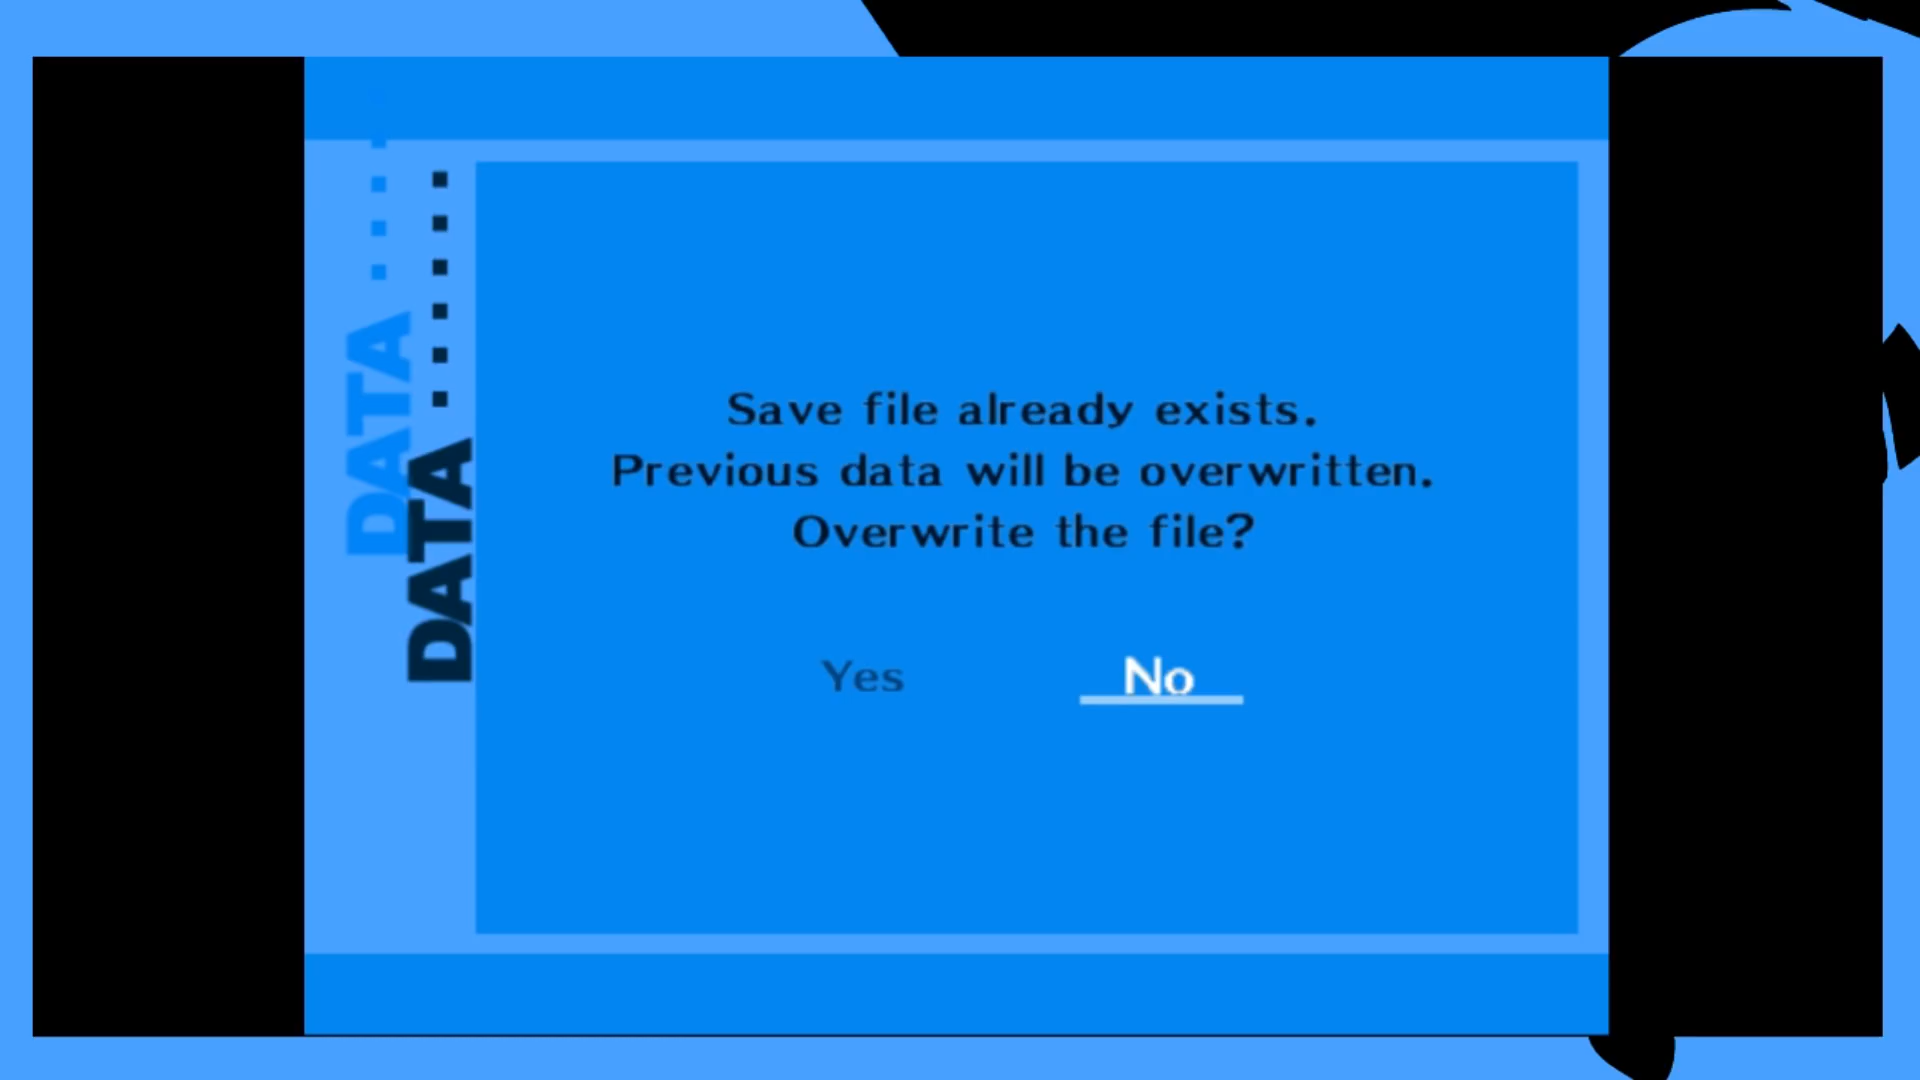 DATA
DATA
Save file already exists.
Previous data will be overwritten.
Overwrite the file?
Yes No